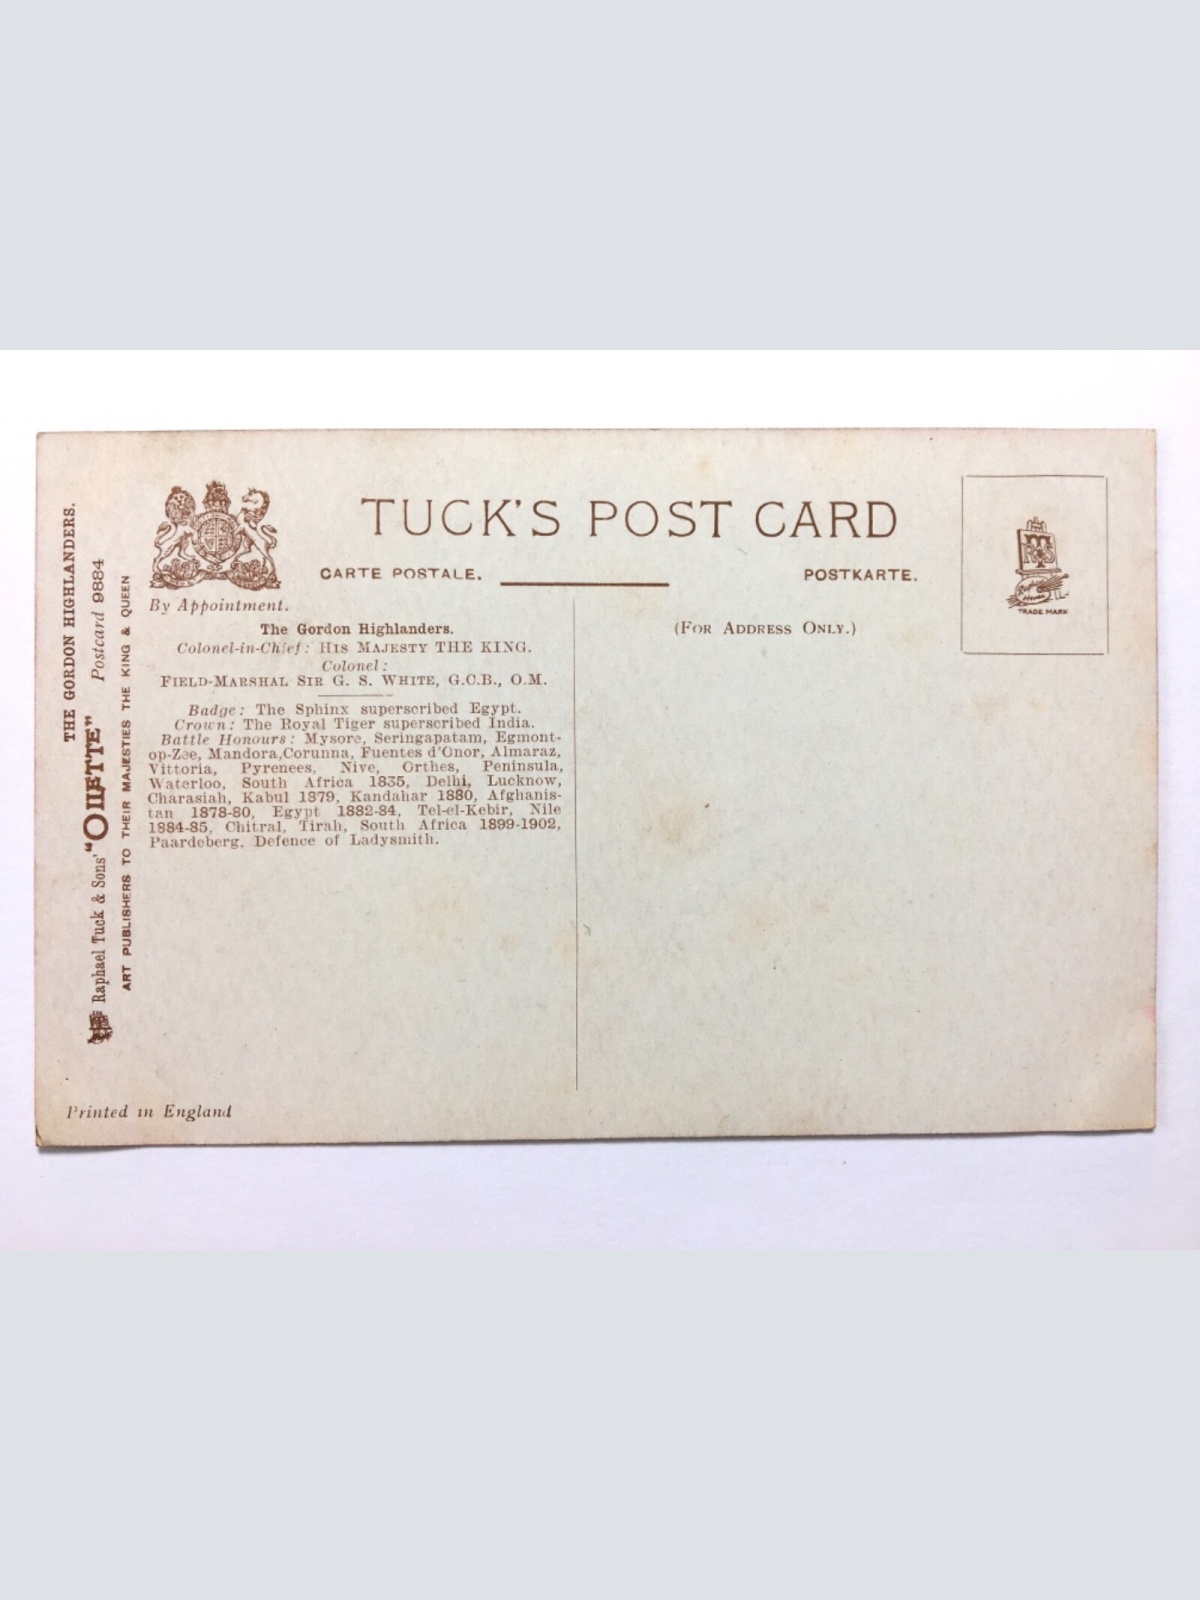 TUCK'S POST CARD
CARTE POSTALE.
POSTKARTE.
By Appointment.
(FOR ADDRESS ONLY.)
TRADE MARK
The Gordon Highlanders.
Colonel-in-Chief: HIS MAJESTY THE KING.
Colonel:
FIELD-MARSHAL SIR G. S. WHITE, G.C.B., O.M.
Badge: The Sphinx superscribed Egypt.
Crown: The Royal Tiger superscribed India.
Battle Honours: Mysore, Seringapatam, Egmont-
op-Zee, Mandora,Corunna, Fuentes d'Onor, Almaraz,
Vittoria, Pyrenees, Nive, Orthes, Peninsula,
Waterloo, South Africa 1835, Delhi, Lucknow,
Charasiah, Kabul 1879, Kandahar 1880, Afghanis-
tan 1878-80, Egypt 1882-84, Tel-el-Kebir, Nile
1884-85, Chitral, Tirah, South Africa 1899-1902,
Paardeberg, Defence of Ladysmith.
THE GORDON HIGHLANDERS.
Raphael Tuck & Sons' "OILETTE" Postcard 9884
ART PUBLISHERS TO THEIR MAJESTIES THE KING & QUEEN
Printed in England